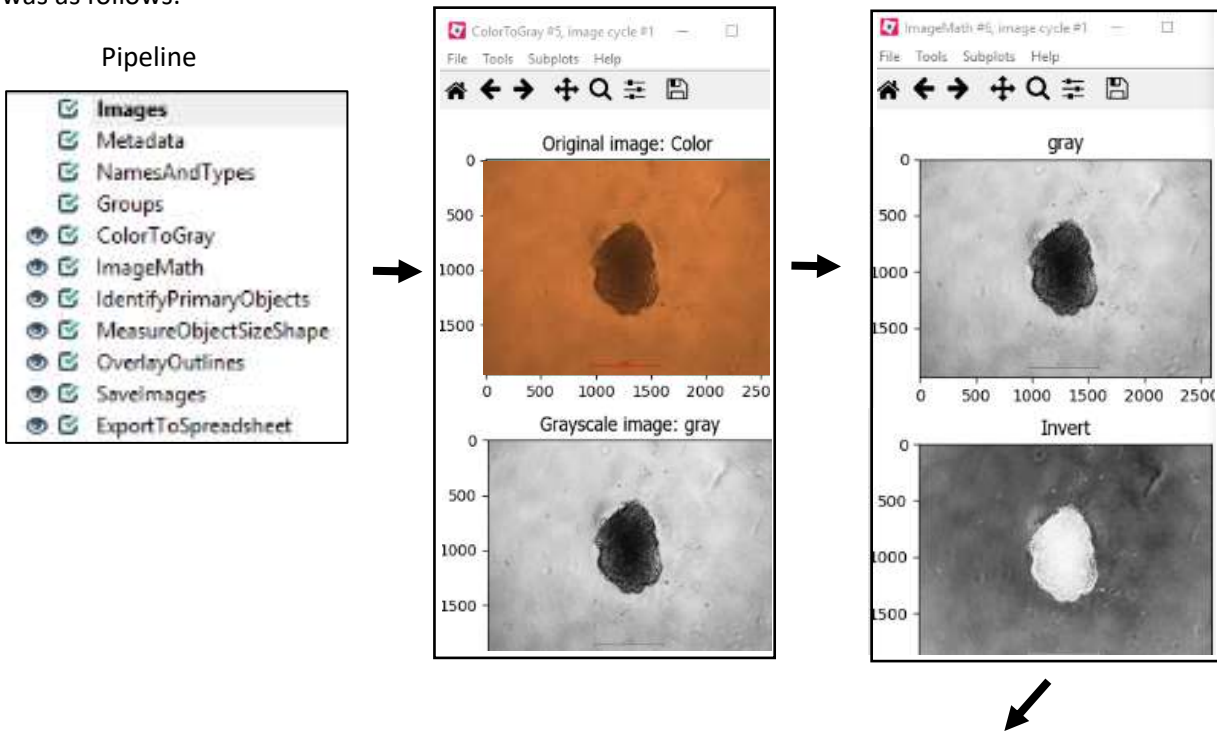 was as follows:
Pipeline
Images
Metadata
NamesAndTypes
Groups
ColorToGray
ImageMath
IdentifyPrimaryObjects
MeasureObjectSizeShape
OverlayOutlines
SaveImages
ExportToSpreadsheet
ColorToGray #5, image cycle #1
File Tools Subplots Help
Original image: Color
0
500
1000
1500
0 500 1000 1500 2000 250
Grayscale image: gray
0
500
1000
1500
ImageMath #6, image cycle #1
File Tools Subplots Help
gray
0
500
1000
1500
0 500 1000 1500 2000 2500
Invert
0
500
1000
1500